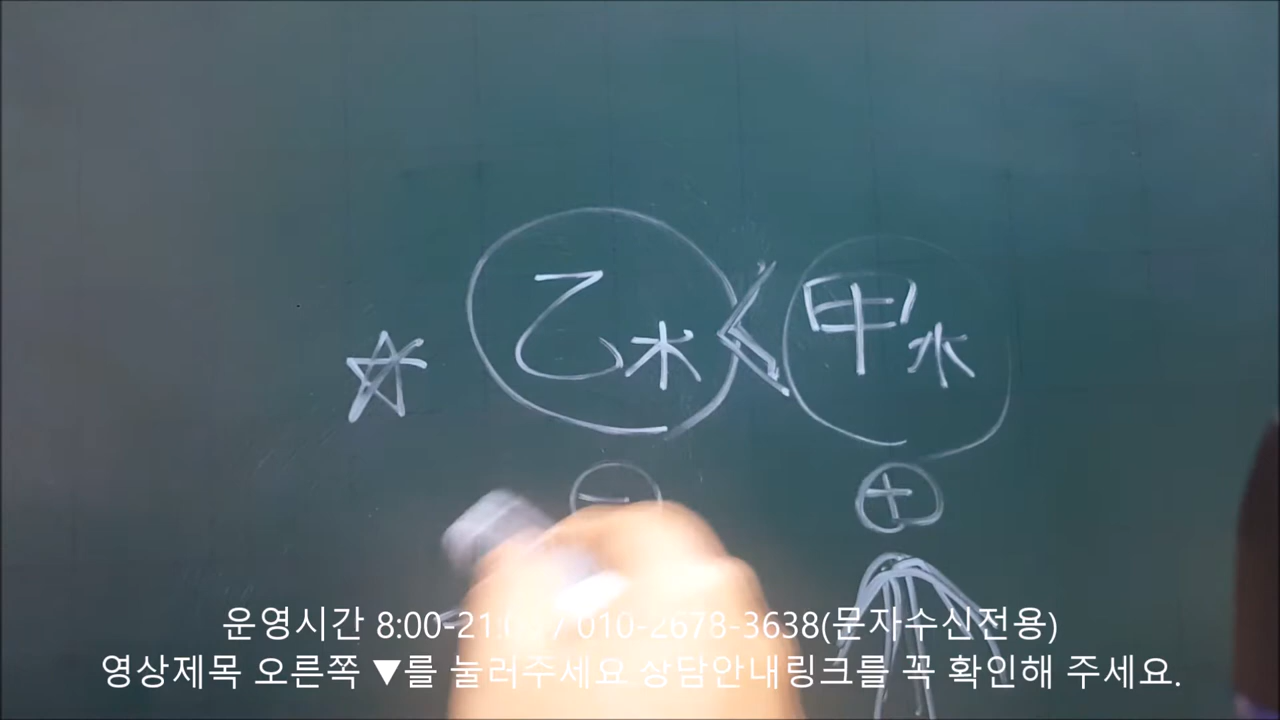 ☆ 乙木 < 甲木
⊖ ⊕
운영시간 8:00-21: / 010-2678-3638(문자수신전용)
영상제목 오른쪽 ▼를 눌러주세요 상담안내링크를 꼭 확인해 주세요.